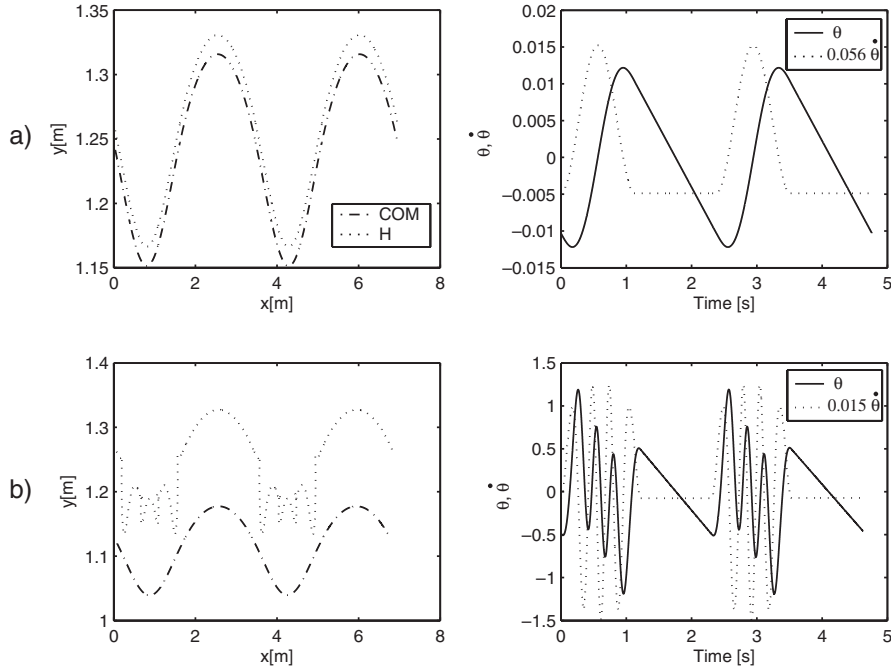 a)
y[m]
1.35
1.3
1.25
1.2
1.15
0 2 4 6 8
x[m]
COM
H
θ, θ̇
0.02
0.015
0.01
0.005
0
−0.005
−0.01
−0.015
0 1 2 3 4 5
Time [s]
θ
0.056 θ̇
b)
y[m]
1.4
1.3
1.2
1.1
1
0 2 4 6 8
x[m]
θ, θ̇
1.5
1
0.5
0
−0.5
−1
−1.5
0 1 2 3 4 5
Time [s]
θ
0.015 θ̇